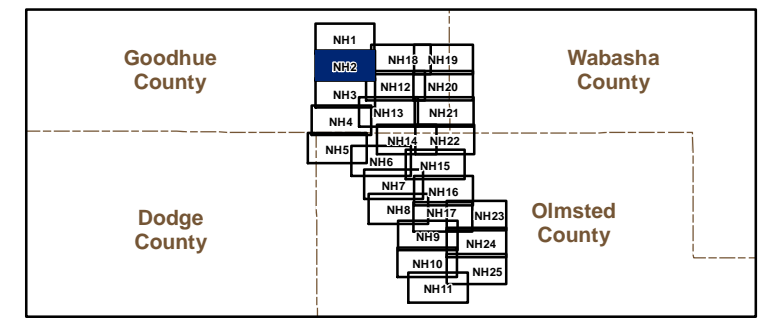 NH1
Goodhue
County
NH2
NH18
NH19
Wabasha
County
NH3
NH12
NH20
NH4
NH13
NH21
NH5
NH14
NH22
NH6
NH15
NH7
NH16
Dodge
County
NH8
NH17
NH23
Olmsted
County
NH9
NH24
NH10
NH25
NH11